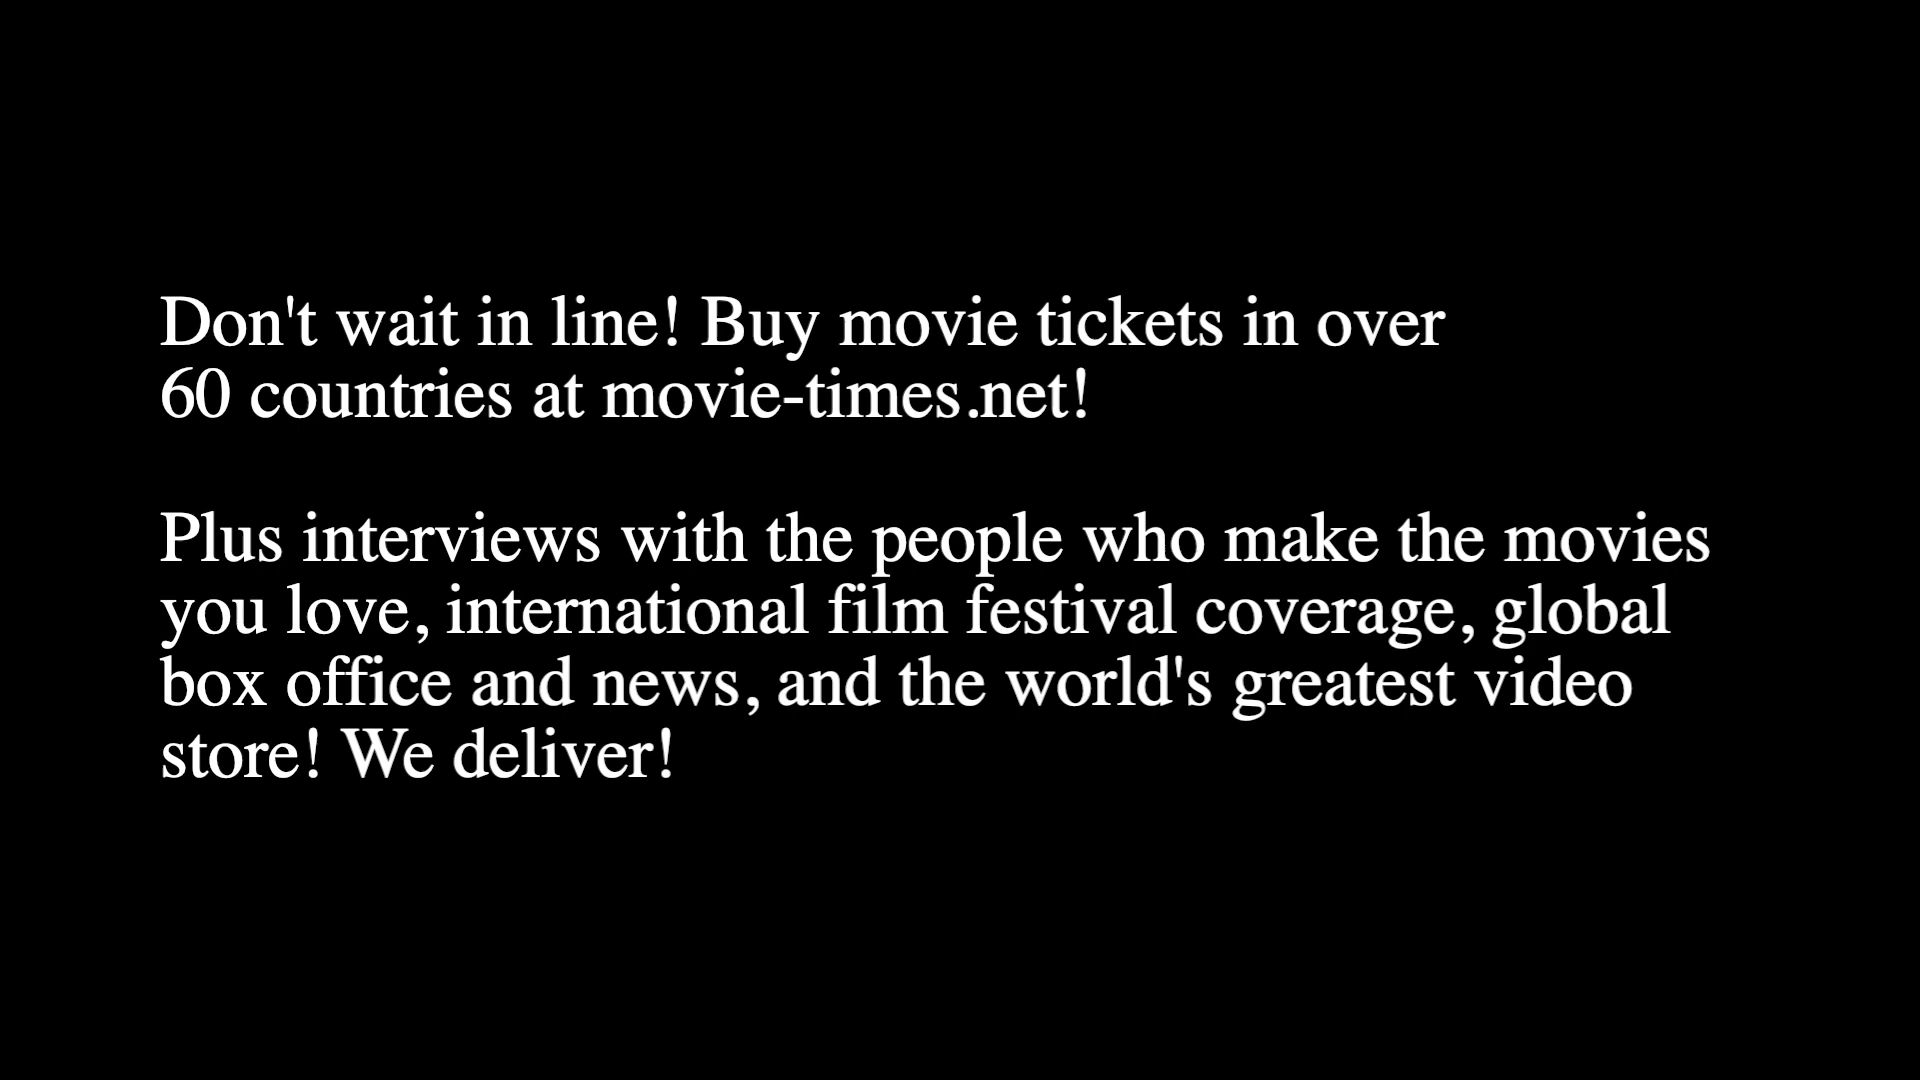 Don't wait in line! Buy movie tickets in over
60 countries at movie-times.net!
Plus interviews with the people who make the movies
you love, international film festival coverage, global
box office and news, and the world's greatest video
store! We deliver!